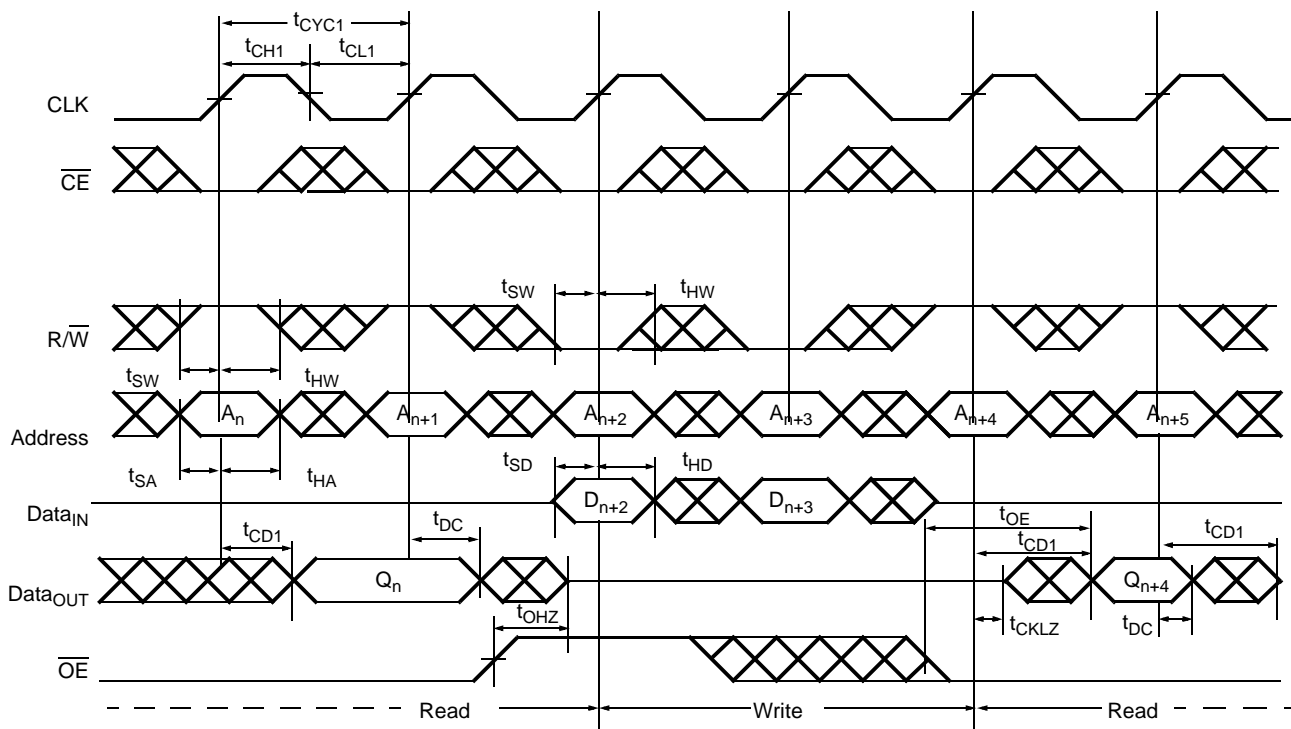 tCYC1
tCH1 tCL1
CLK
CE
tSW tHW
R/W
tSW tHW
An An+1 An+2 An+3 An+4 An+5
Address
tSA tHA tSD tHD
Dn+2 Dn+3
DataIN
tOE
tCD1 tDC tCD1 tCD1
Qn Qn+4
DataOUT
tOHZ tCKLZ tDC
OE
Read Write Read